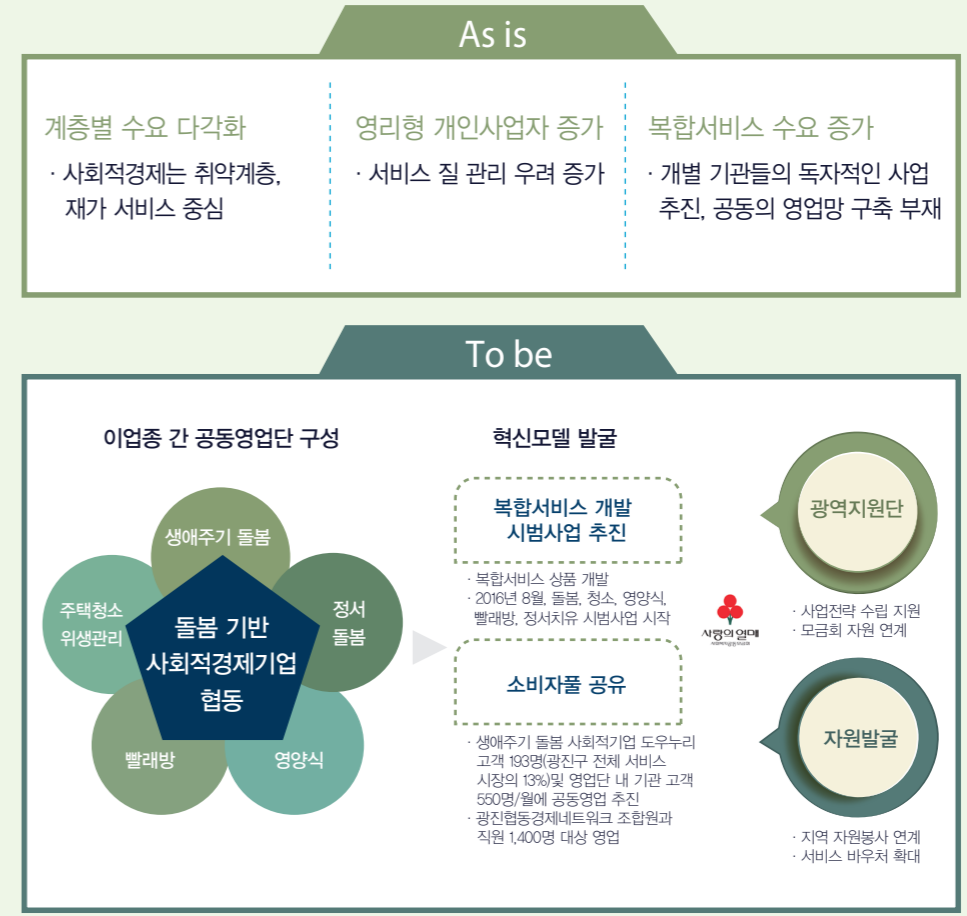 As is
계층별 수요 다각화
· 사회적경제는 취약계층,
재가 서비스 중심
영리형 개인사업자 증가
· 서비스 질 관리 우려 증가
복합서비스 수요 증가
· 개별 기관들의 독자적인 사업
추진, 공동의 영업망 구축 부재
To be
이업종 간 공동영업단 구성
생애주기 돌봄
주택청소
위생관리
정서
돌봄
돌봄 기반
사회적경제기업
협동
빨래방
영양식
혁신모델 발굴
복합서비스 개발
시범사업 추진
· 복합서비스 상품 개발
· 2016년 8월, 돌봄, 청소, 영양식,
빨래방, 정서치유 시범사업 시작
소비자풀 공유
· 생애주기 돌봄 사회적기업 도우누리
고객 193명(광진구 전체 서비스
시장의 13%)및 영업단 내 기관 고객
550명/월에 공동영업 추진
· 광진협동경제네트워크 조합원과
직원 1,400명 대상 영업
사랑의열매
광역지원단
· 사업전략 수립 지원
· 모금회 자원 연계
자원발굴
· 지역 자원봉사 연계
· 서비스 바우처 확대